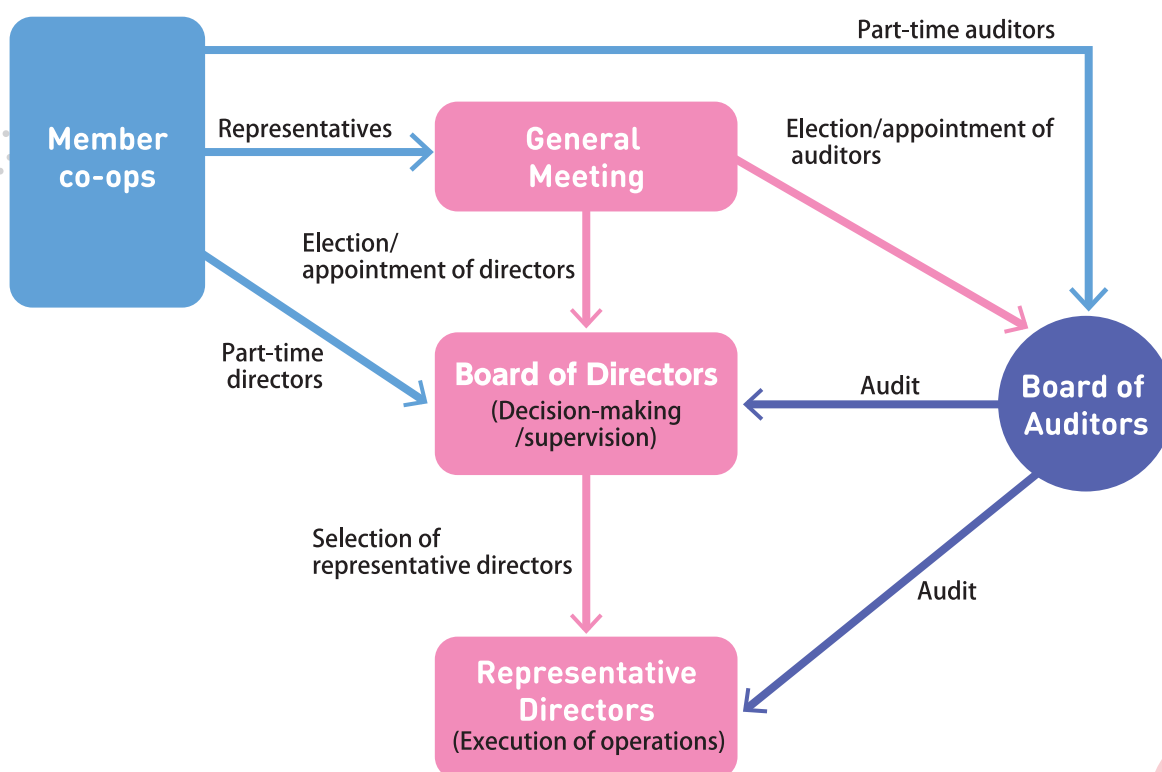 Part-time auditors
Member
co-ops
Representatives
General
Meeting
Election/appointment of
auditors
Election/
appointment of directors
Part-time
directors
Board of Directors
(Decision-making
/supervision)
Audit
Board of
Auditors
Selection of
representative directors
Audit
Representative
Directors
(Execution of operations)